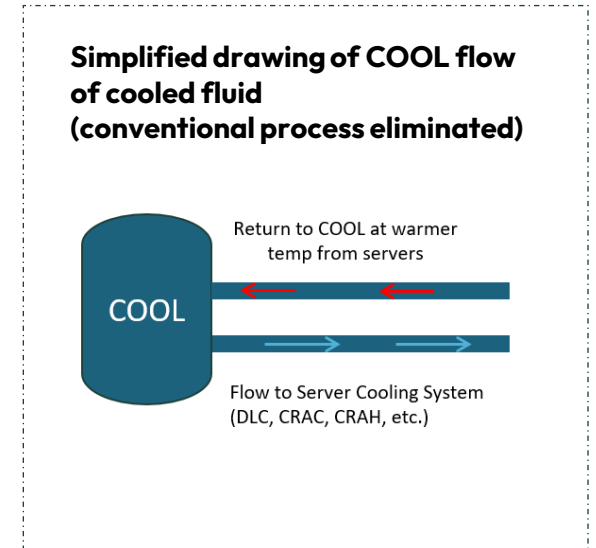 Simplified drawing of COOL flow
of cooled fluid
(conventional process eliminated)
Return to COOL at warmer
temp from servers
COOL
Flow to Server Cooling System
(DLC, CRAC, CRAH, etc.)